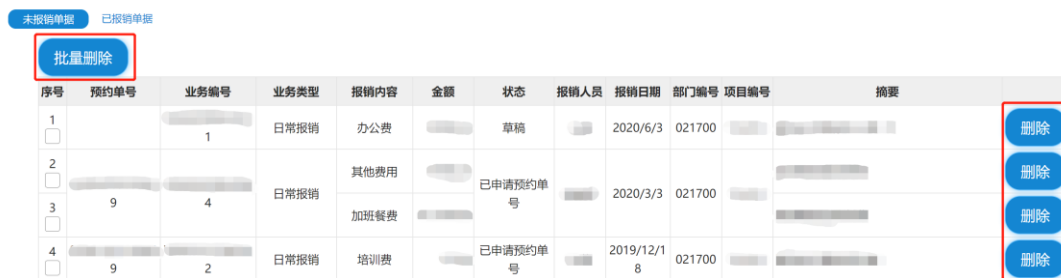 未报销单据 已报销单据
批量删除
序号 预约单号 业务编号 业务类型 报销内容 金额 状态 报销人员 报销日期 部门编号 项目编号 摘要
1 1 日常报销 办公费 草稿 2020/6/3 021700 删除
2 其他费用 删除
9 4 日常报销 已申请预约单号 2020/3/3 021700
3 加班餐费 删除
4 9 2 日常报销 培训费 已申请预约单号 2019/12/18 021700 删除